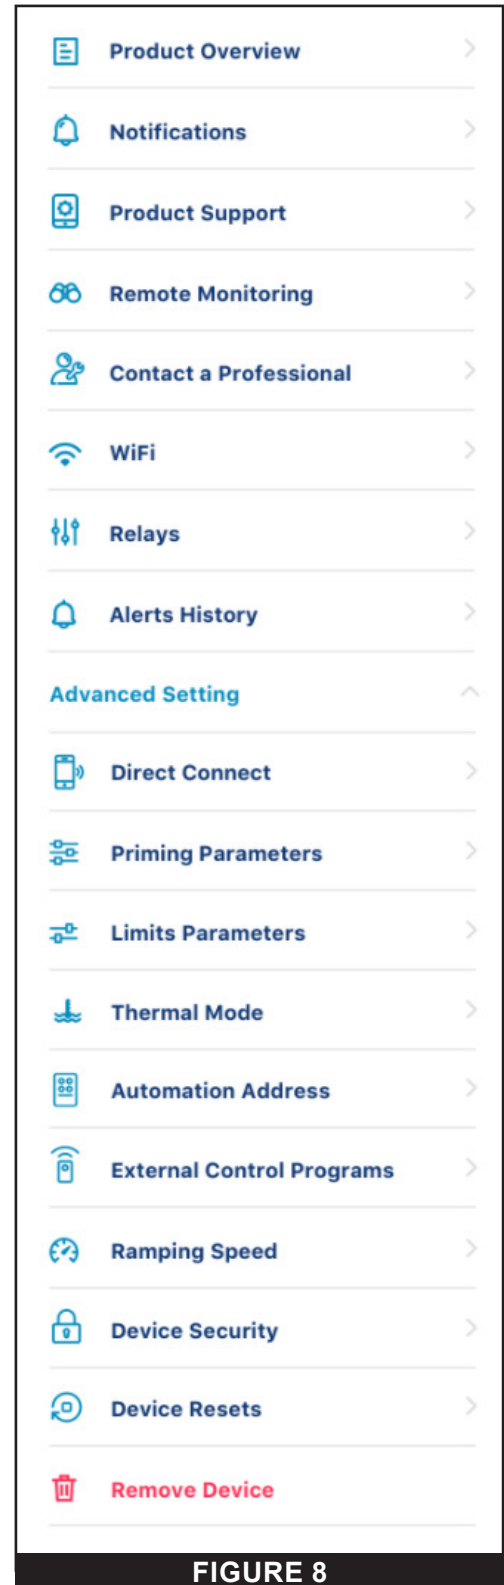 Product Overview
Notifications
Product Support
Remote Monitoring
Contact a Professional
WiFi
Relays
Alerts History
Advanced Setting
Direct Connect
Priming Parameters
Limits Parameters
Thermal Mode
Automation Address
External Control Programs
Ramping Speed
Device Security
Device Resets
Remove Device
FIGURE 8